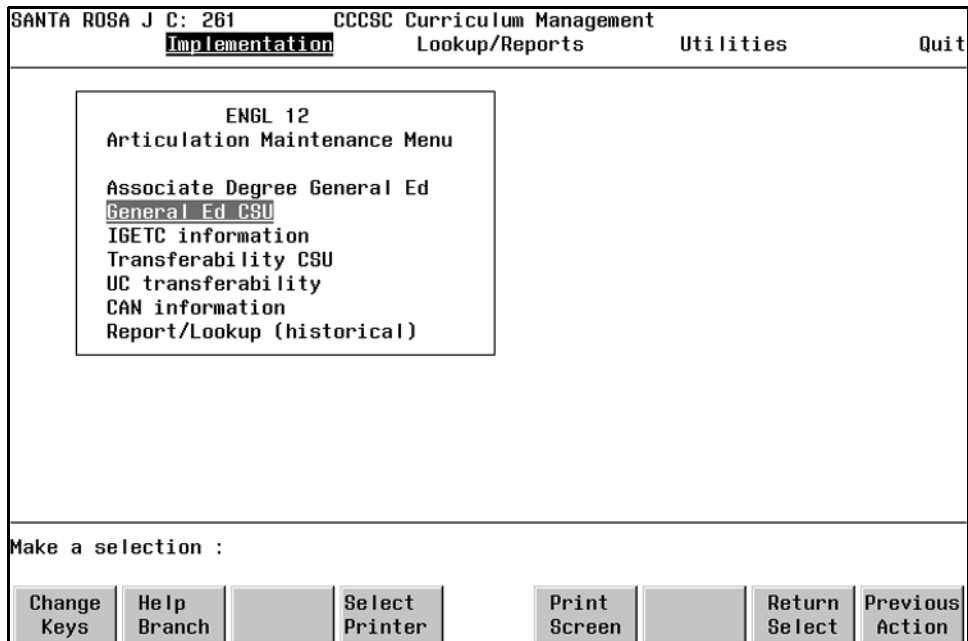 SANTA ROSA J C: 261 CCCSC Curriculum Management
Implementation Lookup/Reports Utilities Quit
ENGL 12
Articulation Maintenance Menu
Associate Degree General Ed
General Ed CSU
IGETC information
Transferability CSU
UC transferability
CAN information
Report/Lookup (historical)
Make a selection :
Change Help Select Print Return Previous
Keys Branch Printer Screen Select Action